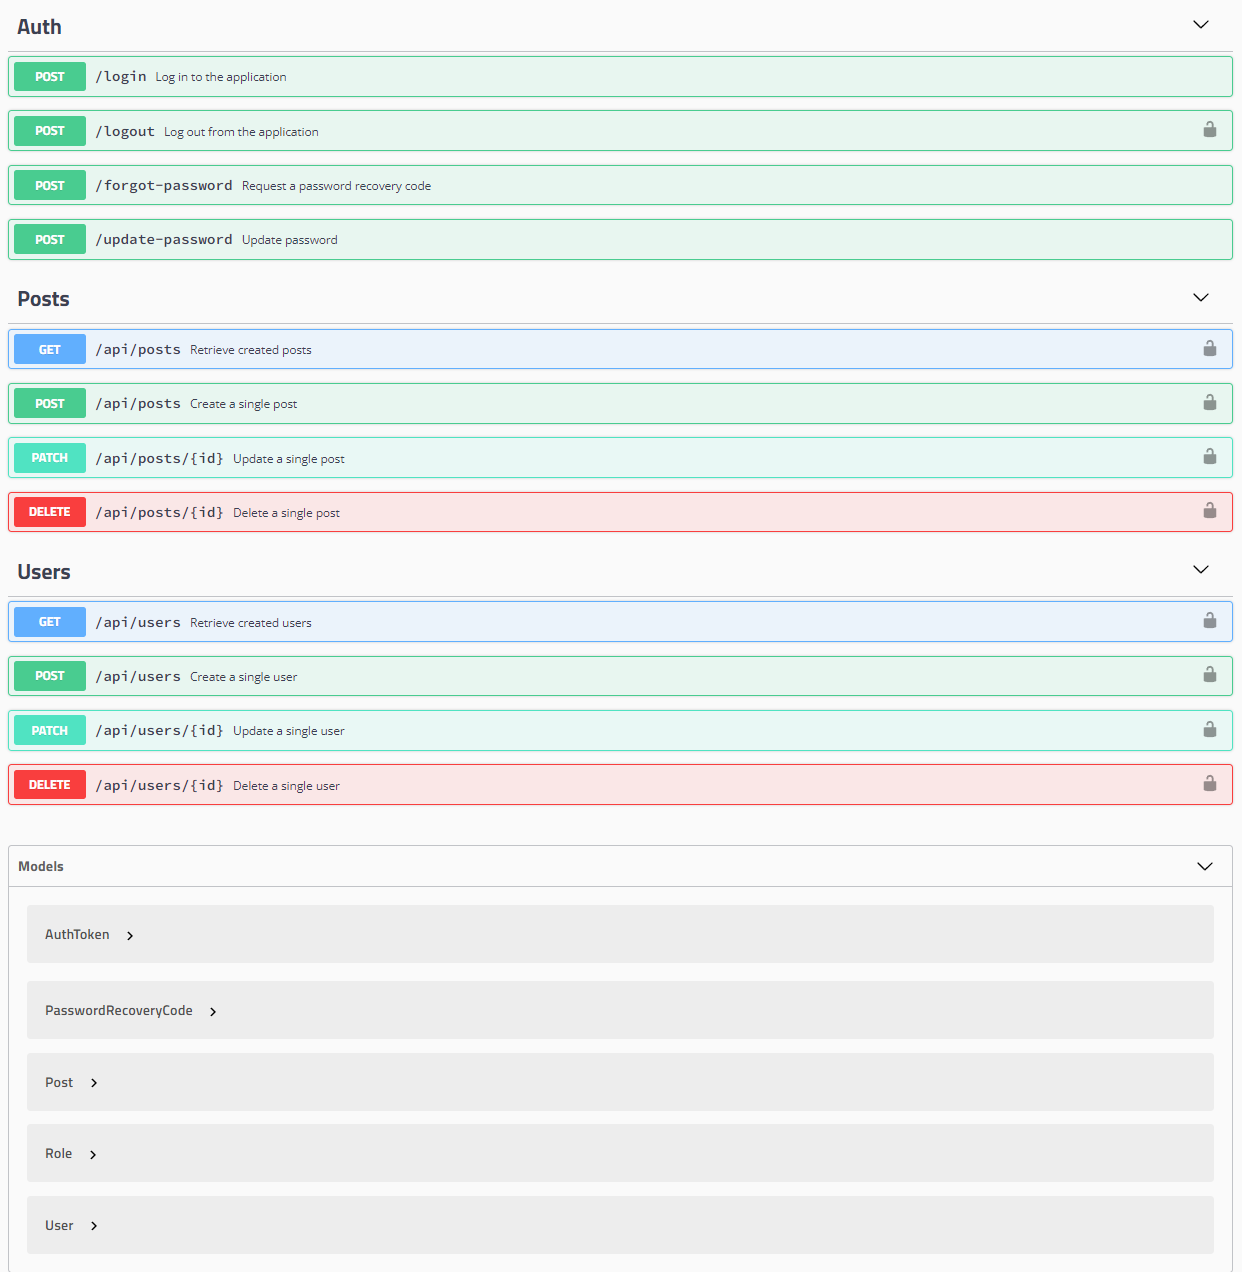 Auth
POST /login Log in to the application
POST /logout Log out from the application
POST /forgot-password Request a password recovery code
POST /update-password Update password
Posts
GET /api/posts Retrieve created posts
POST /api/posts Create a single post
PATCH /api/posts/{id} Update a single post
DELETE /api/posts/{id} Delete a single post
Users
GET /api/users Retrieve created users
POST /api/users Create a single user
PATCH /api/users/{id} Update a single user
DELETE /api/users/{id} Delete a single user
Models
AuthToken
PasswordRecoveryCode
Post
Role
User